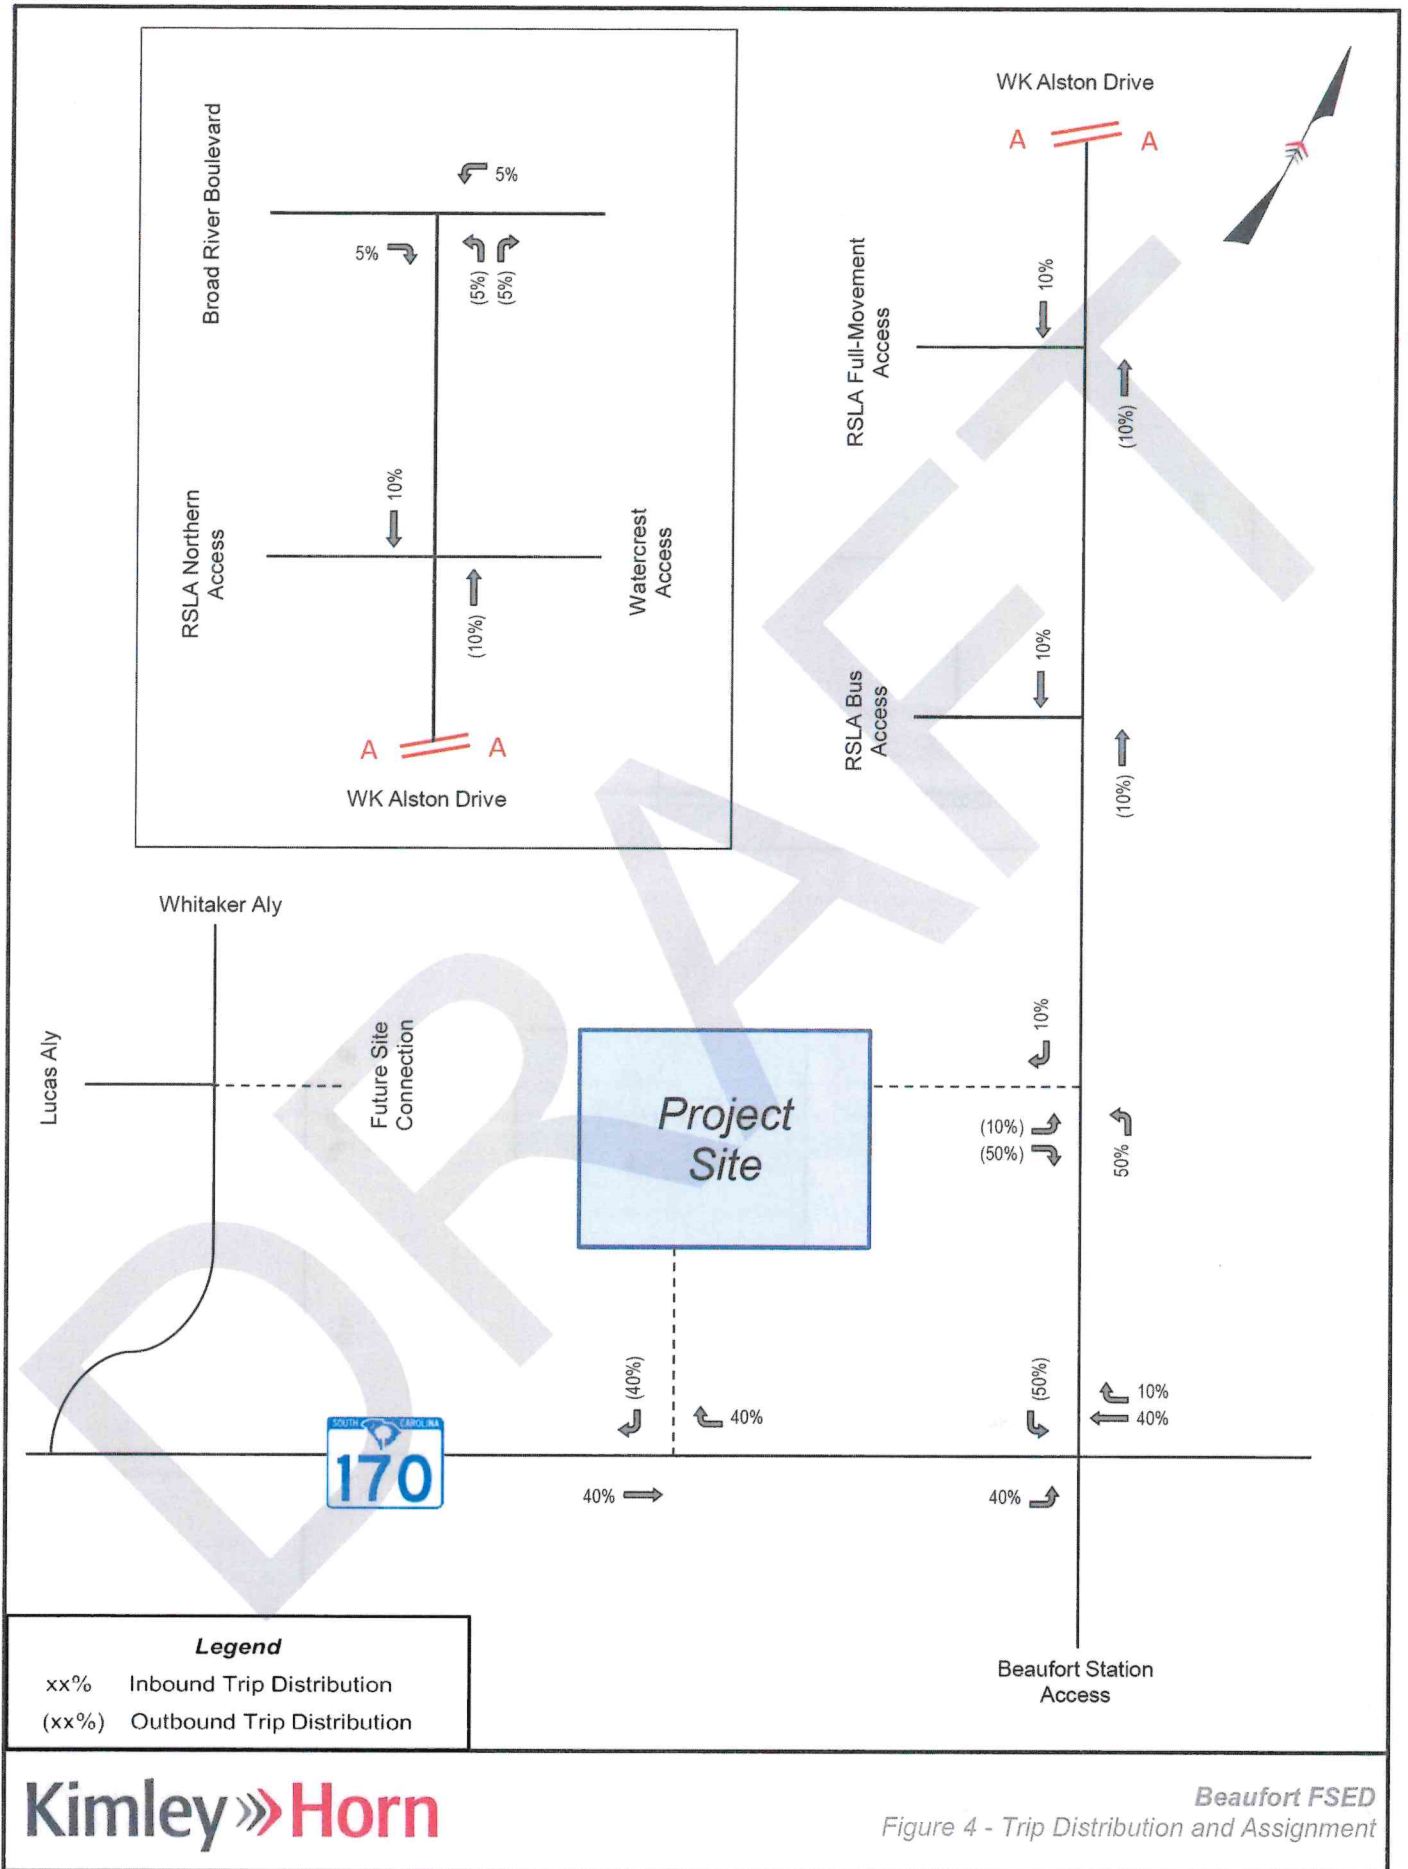 WK Alston Drive
A A
Broad River Boulevard
5%
5%
(5%)
(5%)
10%
RSLA Northern
Access
Watercrest
Access
(10%)
A A
WK Alston Drive
RSLA Full-Movement
Access
10%
(10%)
RSLA Bus
Access
10%
(10%)
Whitaker Aly
Lucas Aly
Future Site
Connection
Project
Site
10%
(10%)
(50%)
50%
(40%)
40%
40%
(50%)
10%
40%
40%
SOUTH CAROLINA
170
Beaufort Station
Access
Legend
xx% Inbound Trip Distribution
(xx%) Outbound Trip Distribution
DRAFT
Kimley Horn
Beaufort FSED
Figure 4 - Trip Distribution and Assignment